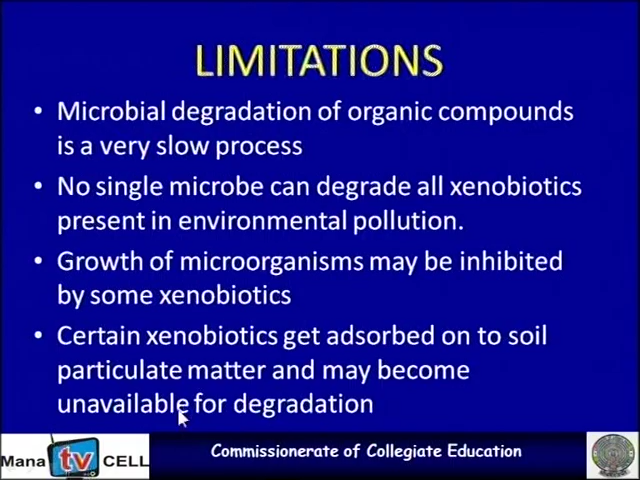 LIMITATIONS
• Microbial degradation of organic compounds
is a very slow process
• No single microbe can degrade all xenobiotics
present in environmental pollution.
• Growth of microorganisms may be inhibited
by some xenobiotics
• Certain xenobiotics get adsorbed on to soil
particulate matter and may become
unavailable for degradation
Mana tv CELL
Commissionerate of Collegiate Education